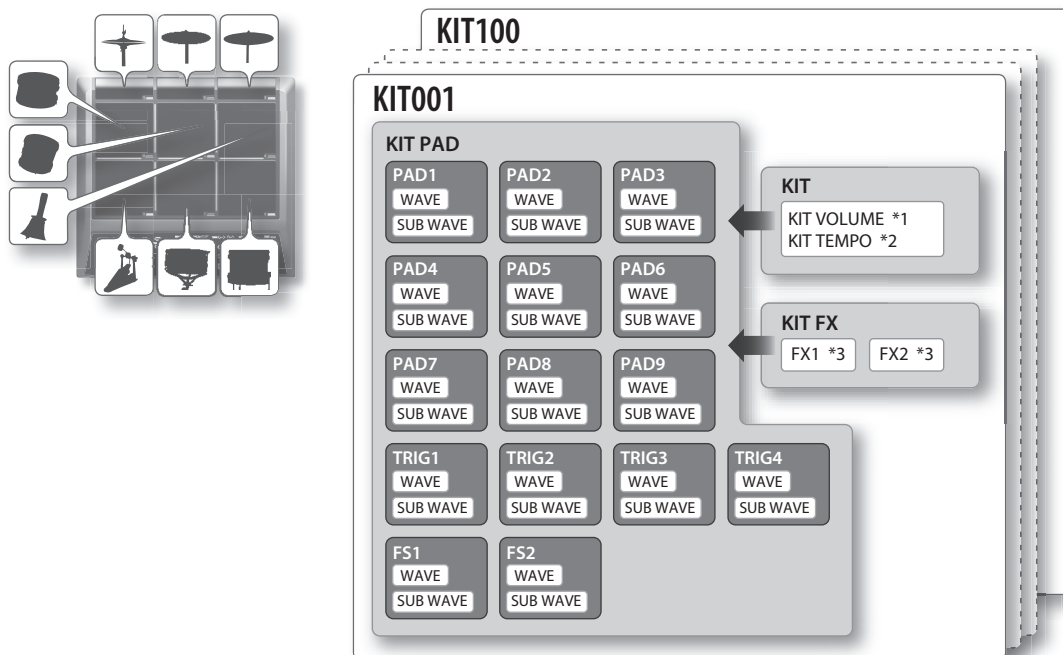 KIT100
KIT001
KIT PAD
PAD1 PAD2 PAD3
WAVE WAVE WAVE
SUB WAVE SUB WAVE SUB WAVE
PAD4 PAD5 PAD6
WAVE WAVE WAVE
SUB WAVE SUB WAVE SUB WAVE
PAD7 PAD8 PAD9
WAVE WAVE WAVE
SUB WAVE SUB WAVE SUB WAVE
TRIG1 TRIG2 TRIG3 TRIG4
WAVE WAVE WAVE WAVE
SUB WAVE SUB WAVE SUB WAVE SUB WAVE
FS1 FS2
WAVE WAVE
SUB WAVE SUB WAVE
KIT
KIT VOLUME *1
KIT TEMPO *2
KIT FX
FX1 *3 FX2 *3